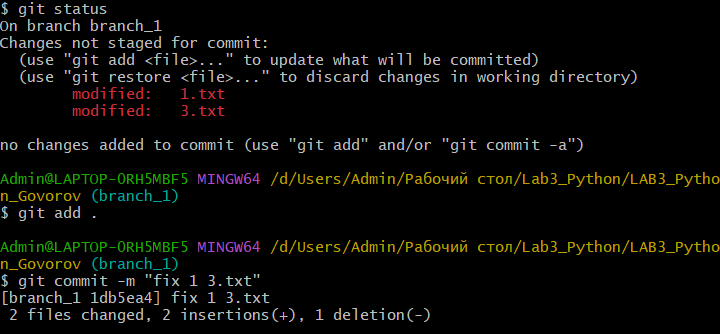 $ git status
On branch branch_1
Changes not staged for commit:
  (use "git add <file>..." to update what will be committed)
  (use "git restore <file>..." to discard changes in working directory)
        modified:   1.txt
        modified:   3.txt

no changes added to commit (use "git add" and/or "git commit -a")

Admin@LAPTOP-ORH5MBF5 MINGW64 /d/Users/Admin/Рабочий стол/Lab3_Python/LAB3_Pytho
n_Govorov (branch_1)
$ git add .

Admin@LAPTOP-ORH5MBF5 MINGW64 /d/Users/Admin/Рабочий стол/Lab3_Python/LAB3_Pytho
n_Govorov (branch_1)
$ git commit -m "fix 1 3.txt"
[branch_1 1db5ea4] fix 1 3.txt
 2 files changed, 2 insertions(+), 1 deletion(-)